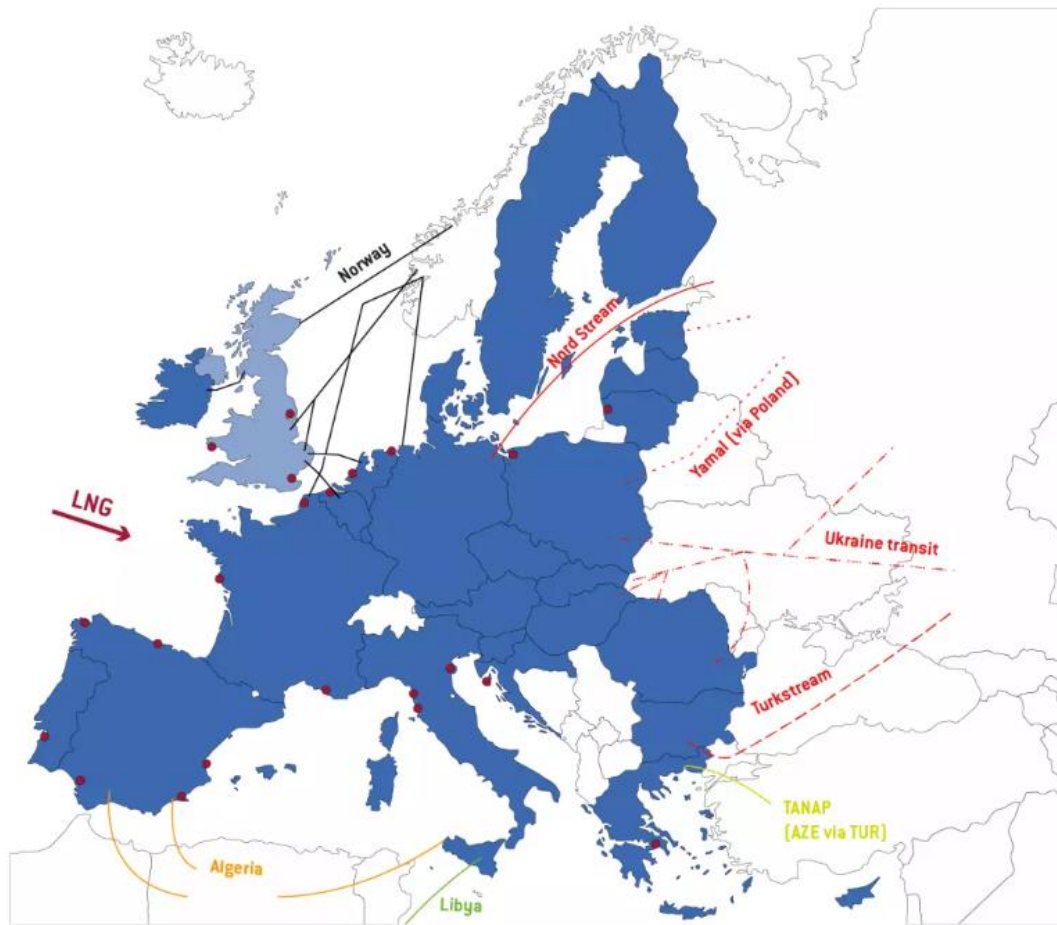 Norway
Nord Stream
Yamal (via Poland)
LNG
Ukraine transit
Turkstream
TANAP
(AZE via TUR)
Algeria
Libya